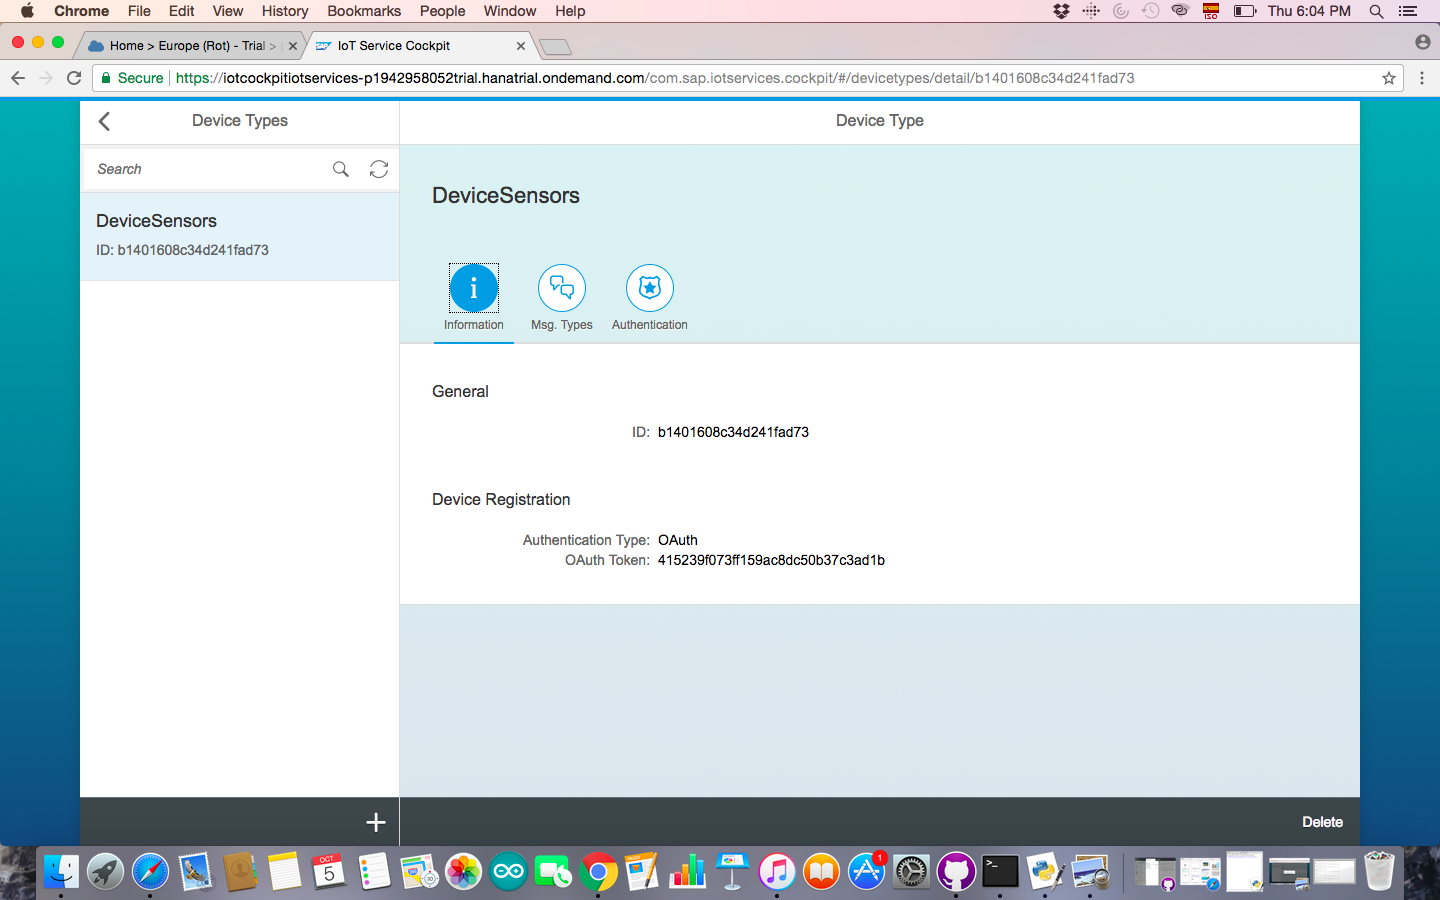 Chrome File Edit View History Bookmarks People Window Help ISO Thu 6:04 PM
Home > Europe (Rot) - Trial > IoT Service Cockpit
Secure https://iotcockpitiotservices-p1942958052trial.hanatrial.ondemand.com/com.sap.iotservices.cockpit/#/devicetypes/detail/b1401608c34d241fad73
Device Types
Device Type
Search
DeviceSensors
ID: b1401608c34d241fad73
DeviceSensors
Information Msg. Types Authentication
General
ID: b1401608c34d241fad73
Device Registration
Authentication Type: OAuth
OAuth Token: 415239f073ff159ac8dc50b37c3ad1b
Delete
OCT
5
1